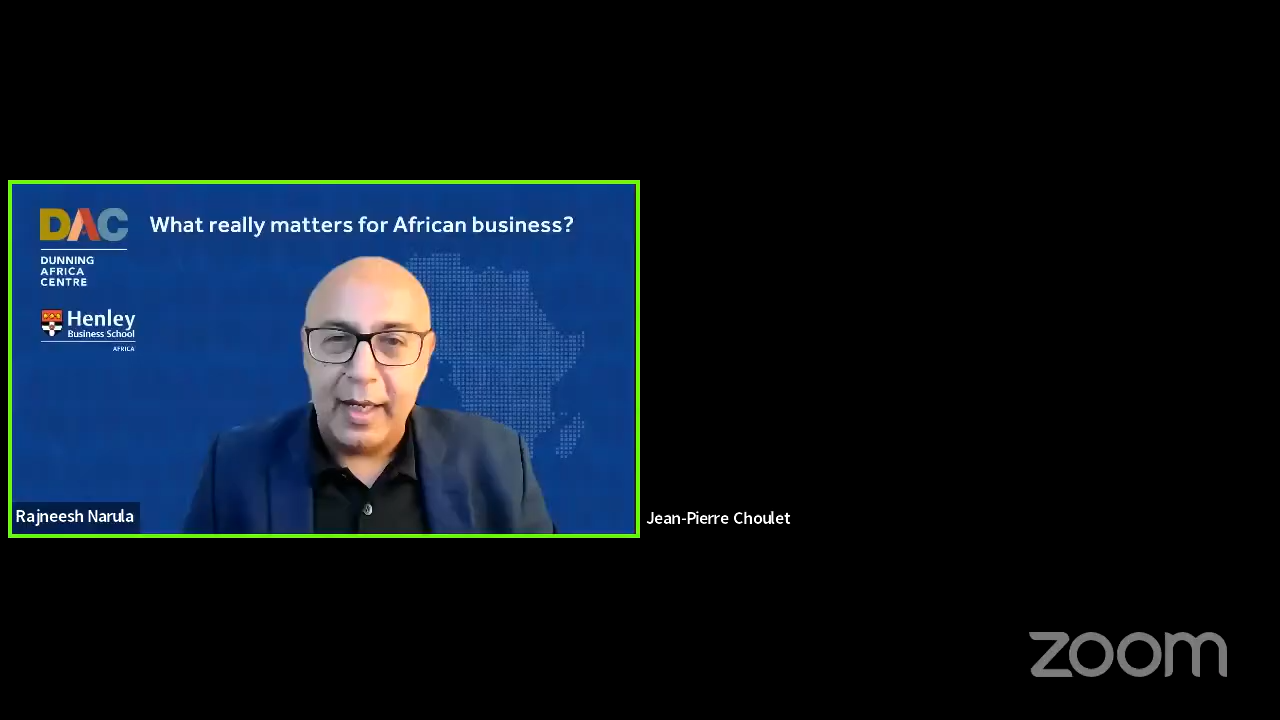 DAC
What really matters for African business?
DUNNING
AFRICA
CENTRE
Henley
Business School
AFRICA
Rajneesh Narula
Jean-Pierre Choulet
zoom